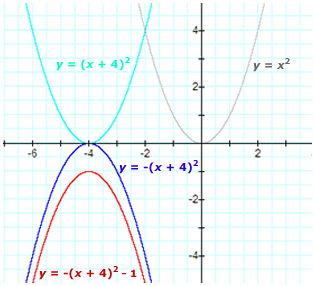 4
y = (x + 4)²
y = x²
2
-6
-4
-2
2
y = -(x + 4)²
-2
-4
y = -(x + 4)² - 1